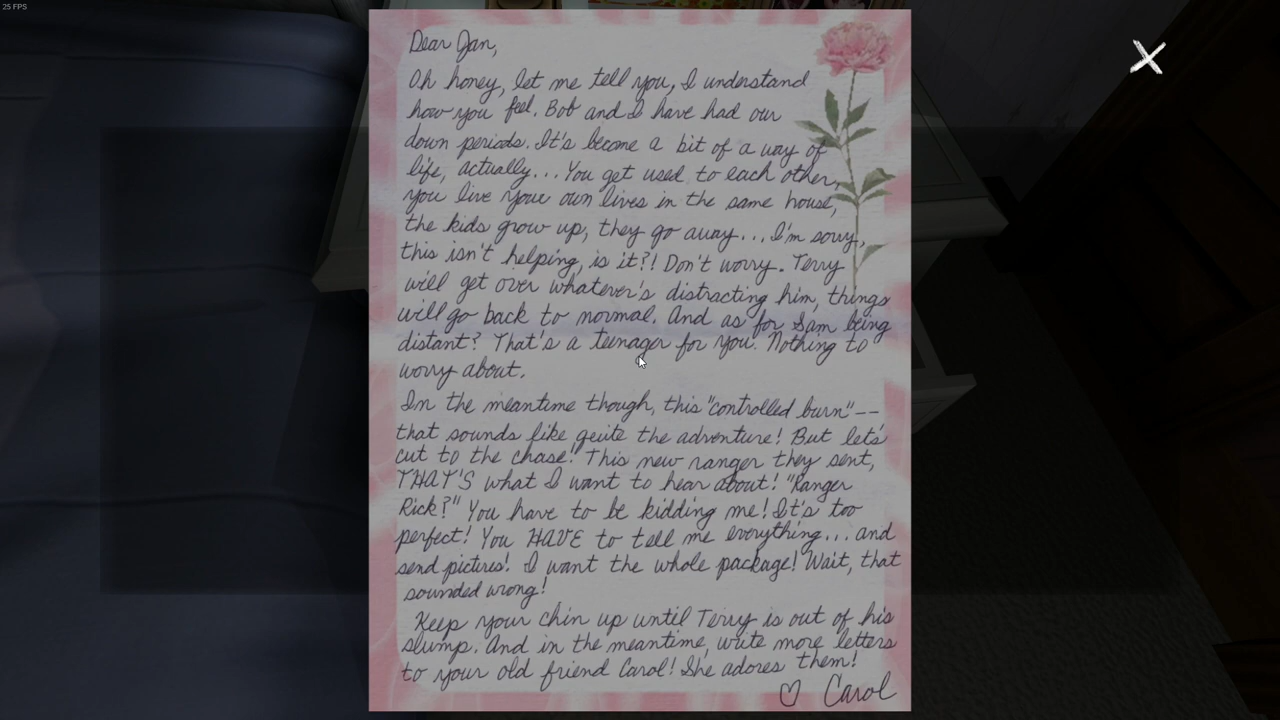 25 FPS
Dear Jan,
Oh honey, let me tell you, I understand
how you feel. Bob and I have had our
down periods. It's become a bit of a way of
life, actually... You get used to each other,
you live your own lives in the same house,
the kids grow up, they go away... I'm sorry,
this isn't helping, is it?! Don't worry. Terry
will get over whatever's distracting him, things
will go back to normal. And as for Sam being
distant? That's a teenager for you. Nothing to
worry about.
In the meantime though, this "controlled burn"--
that sounds like quite the adventure! But let's
cut to the chase! This new ranger they sent,
THAT'S what I want to hear about! "Ranger
Rick?" You have to be kidding me! It's too
perfect! You HAVE to tell me everything... and
send pictures! I want the whole package! Wait, that
sounded wrong!
Keep your chin up until Terry is out of his
slump. And in the meantime, write more letters
to your old friend Carol! She adores them!
♡ Carol